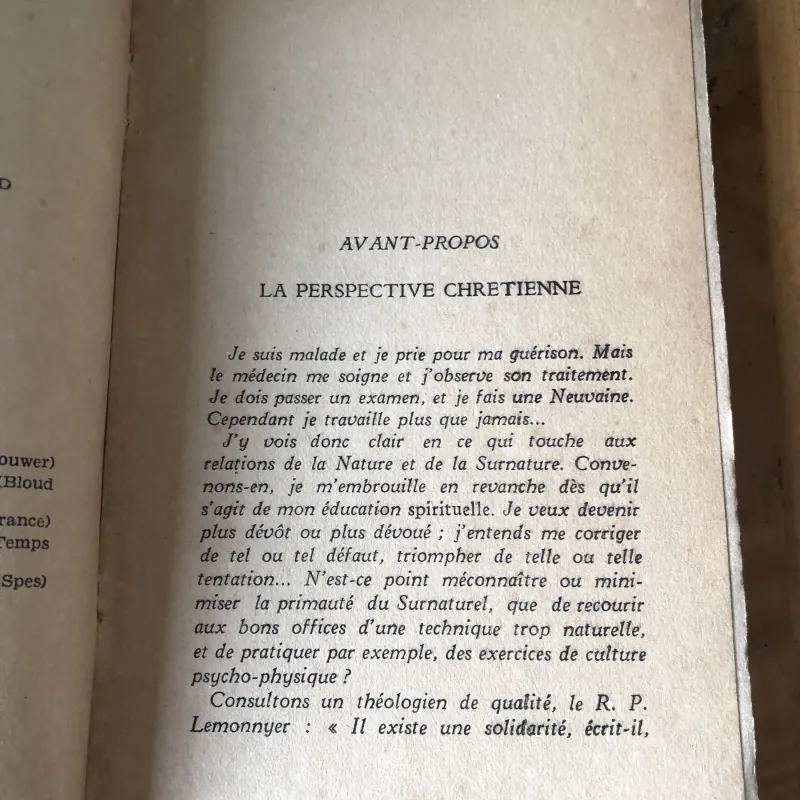 D
ouwer)
(Bloud
rance)
Temps
Spes)
AVANT-PROPOS
LA PERSPECTIVE CHRETIENNE
Je suis malade et je prie pour ma guérison. Mais
le médecin me soigne et j'observe son traitement.
Je dois passer un examen, et je fais une Neuvaine.
Cependant je travaille plus que jamais...
J'y vois donc clair en ce qui touche aux
relations de la Nature et de la Surnature. Conve-
nons-en, je m'embrouille en revanche dès qu'il
s'agit de mon éducation spirituelle. Je veux devenir
plus dévôt ou plus dévoué ; j'entends me corriger
de tel ou tel défaut, triompher de telle ou telle
tentation... N'est-ce point méconnaître ou mini-
miser la primauté du Surnaturel, que de recourir
aux bons offices d'une technique trop naturelle,
et de pratiquer par exemple, des exercices de culture
psycho-physique ?
Consultons un théologien de qualité, le R. P.
Lemonnyer : « Il existe une solidarité, écrit-il,